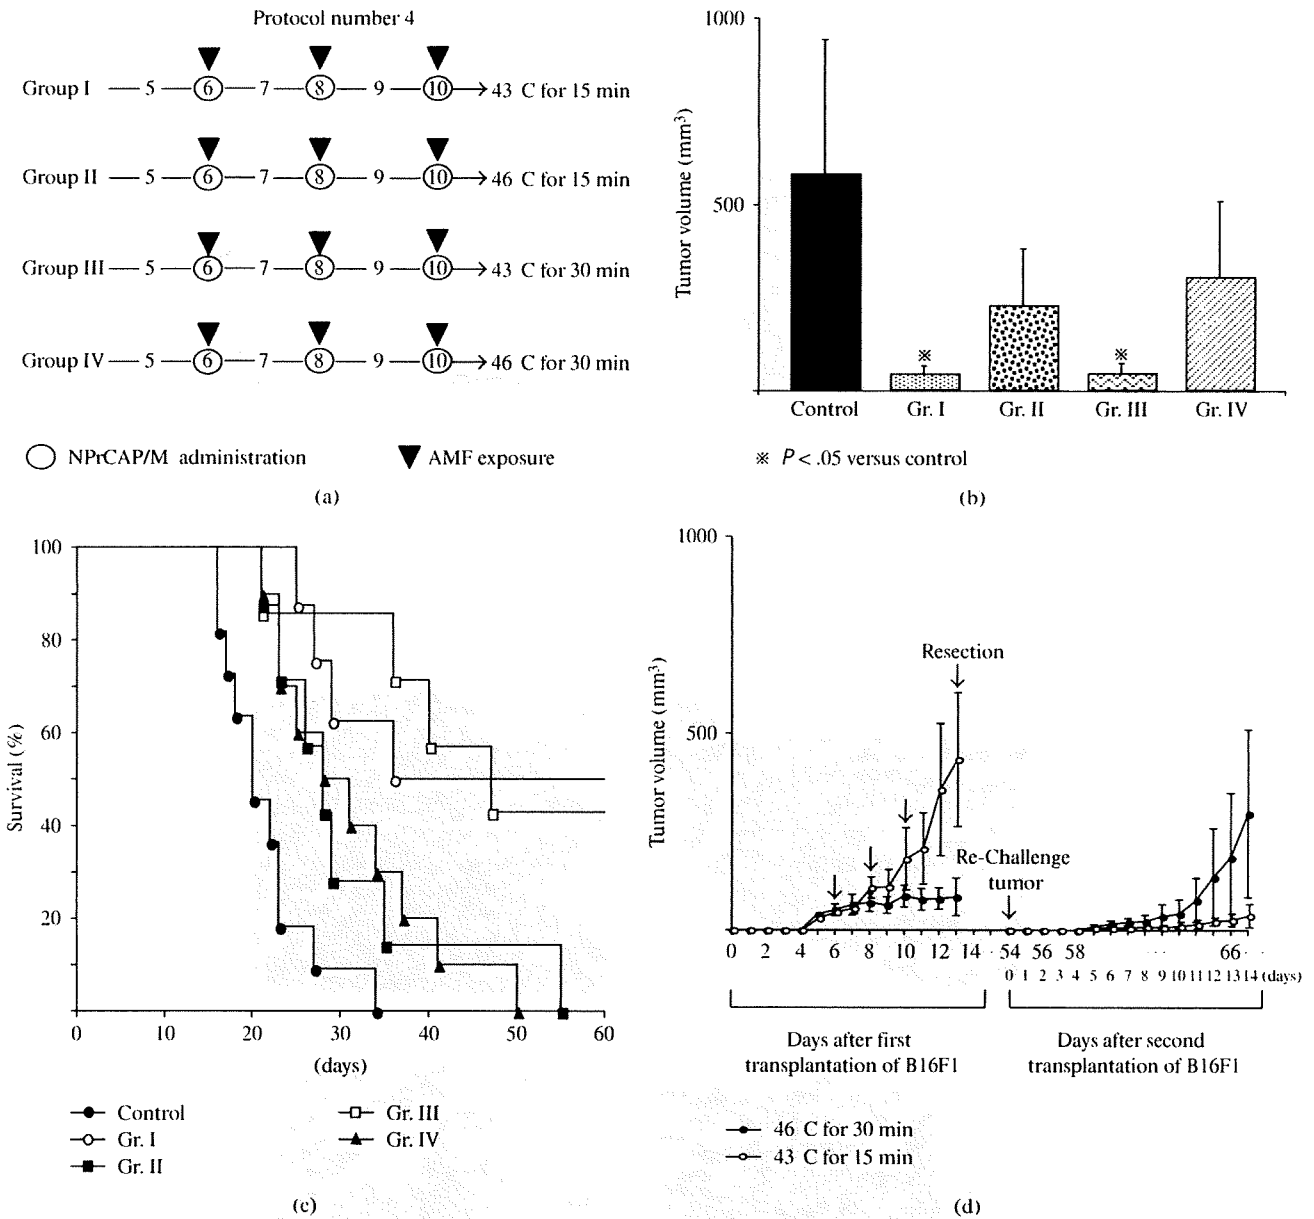 Protocol number 4
Group I 5 6 7 8 9 10 43 C for 15 min
Group II 5 6 7 8 9 10 46 C for 15 min
Group III 5 6 7 8 9 10 43 C for 30 min
Group IV 5 6 7 8 9 10 46 C for 30 min
NPrCAP/M administration AMF exposure
(a)
1000
500
Tumor volume (mm³)
Control Gr. I Gr. II Gr. III Gr. IV
※ ※
※ P < .05 versus control
(b)
100
80
60
40
20
Survival (%)
0 10 20 30 40 50 60
(days)
Control
Gr. I
Gr. II
Gr. III
Gr. IV
(c)
1000
500
Tumor volume (mm³)
Resection
Re-Challenge
tumor
0 2 4 6 8 10 12 14 54 56 58 ... 66
0 1 2 3 4 5 6 7 8 9 10 11 12 13 14 (days)
Days after first
transplantation of B16F1
Days after second
transplantation of B16F1
46 C for 30 min
43 C for 15 min
(d)